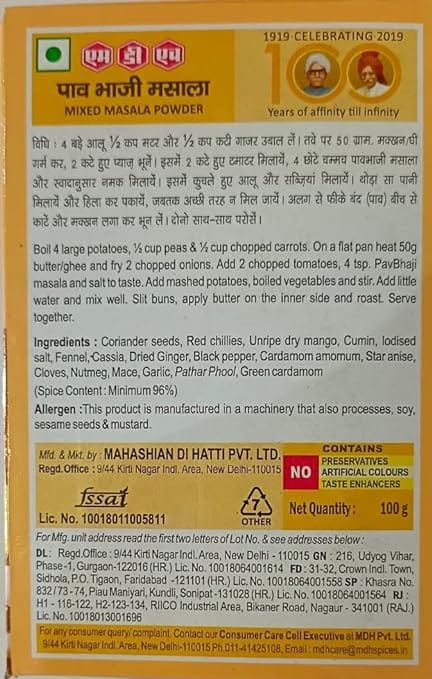 1919·CELEBRATING·2019
एम डी एच
100
पाव भाजी मसाला
MIXED MASALA POWDER
Years of affinity till infinity
विधि : 4 बड़े आलू ½ कप मटर और ½ कप कटी गाजर उबाल लें। तवे पर 50 ग्राम. मक्खन/घी
गर्म कर, 2 कटे हुए प्याज़ भूनें। इसमें 2 कटे हुए टमाटर मिलायें, 4 छोटे चम्मच पावभाजी मसाला
और स्वादानुसार नमक मिलायें। इसमें कुचले हुए आलू और सब्ज़ियां मिलायें। थोड़ा सा पानी
मिलायें और हिला कर पकायें, जबतक अच्छी तरह न मिल जायें। अलग से फीके बंद (पाव) बीच से
काटें और मक्खन लगा कर भून लें। दोनो साथ-साथ परोसें।
Boil 4 large potatoes, ½ cup peas & ½ cup chopped carrots. On a flat pan heat 50g
butter/ghee and fry 2 chopped onions. Add 2 chopped tomatoes, 4 tsp. PavBhaji
masala and salt to taste. Add mashed potatoes, boiled vegetables and stir. Add little
water and mix well. Slit buns, apply butter on the inner side and roast. Serve
together.
Ingredients : Coriander seeds, Red chillies, Unripe dry mango, Cumin, Iodised
salt, Fennel, Cassia, Dried Ginger, Black pepper, Cardamom amomum, Star anise,
Cloves, Nutmeg, Mace, Garlic, Pathar Phool, Green cardamom
(Spice Content : Minimum 96%)
Allergen :This product is manufactured in a machinery that also processes, soy,
sesame seeds & mustard.
Mfd. & Mkt. by : MAHASHIAN DI HATTI PVT. LTD.
Regd. Office : 9/44 Kirti Nagar Indl. Area, New Delhi-110015
CONTAINS
NO
PRESERVATIVES
ARTIFICIAL COLOURS
TASTE ENHANCERS
fssai
Lic. No. 10018011005811
7
OTHER
Net Quantity : 100 g
For Mfg. unit address read the first two letters of Lot No. & see addresses below :
DL: Regd.Office : 9/44 Kirti Nagar Indl. Area, New Delhi - 110015 GN : 216, Udyog Vihar,
Phase-1, Gurgaon-122016 (HR.) Lic. No. 10018064001614 FD : 31-32, Crown Indl. Town,
Sidhola, P.O. Tigaon, Faridabad -121101 (HR.) Lic. No. 10018064001558 SP : Khasra No.
832/73-74, Piau Maniyari, Kundli, Sonipat-131028 (HR.) Lic. No. 10018064001564 RJ :
H1 - 116-122, H2-123-134, RIICO Industrial Area, Bikaner Road, Nagaur - 341001 (RAJ.)
Lic. No. 10018013001696
For any consumer query/ complaint. Contact our Consumer Care Cell Executive at MDH Pvt. Ltd.
9/44 Kirti Nagar Indl. Area, New Delhi-110015 Ph.011-41425108, Email : mdhcare@mdhspices.in